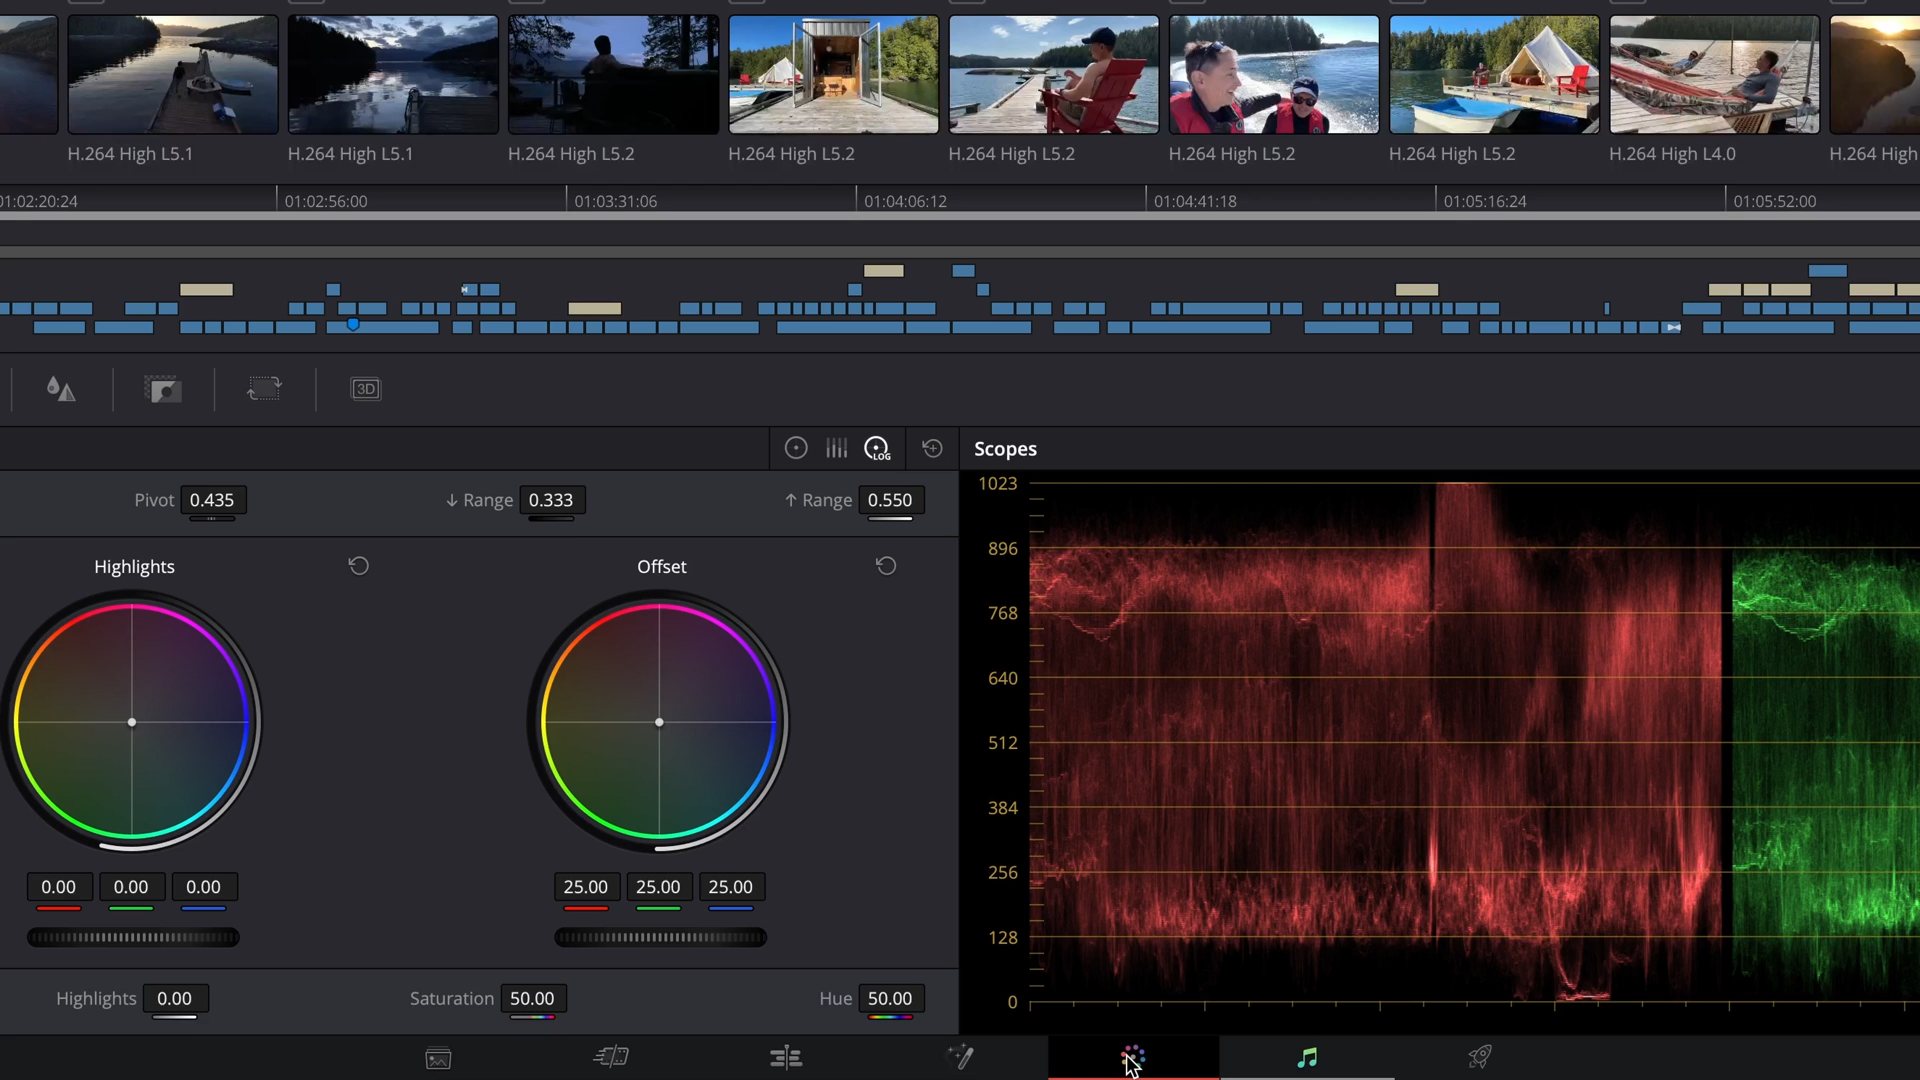 H.264 High L5.1
H.264 High L5.1
H.264 High L5.2
H.264 High L5.2
H.264 High L5.2
H.264 High L5.2
H.264 High L5.2
H.264 High L4.0
H.264 High
01:02:20:24
01:02:56:00
01:03:31:06
01:04:06:12
01:04:41:18
01:05:16:24
01:05:52:00
3D
LOG
Scopes
Pivot 0.435
↓ Range 0.333
↑ Range 0.550
Highlights
Offset
0.00 0.00 0.00
25.00 25.00 25.00
Highlights 0.00
Saturation 50.00
Hue 50.00
1023
896
768
640
512
384
256
128
0